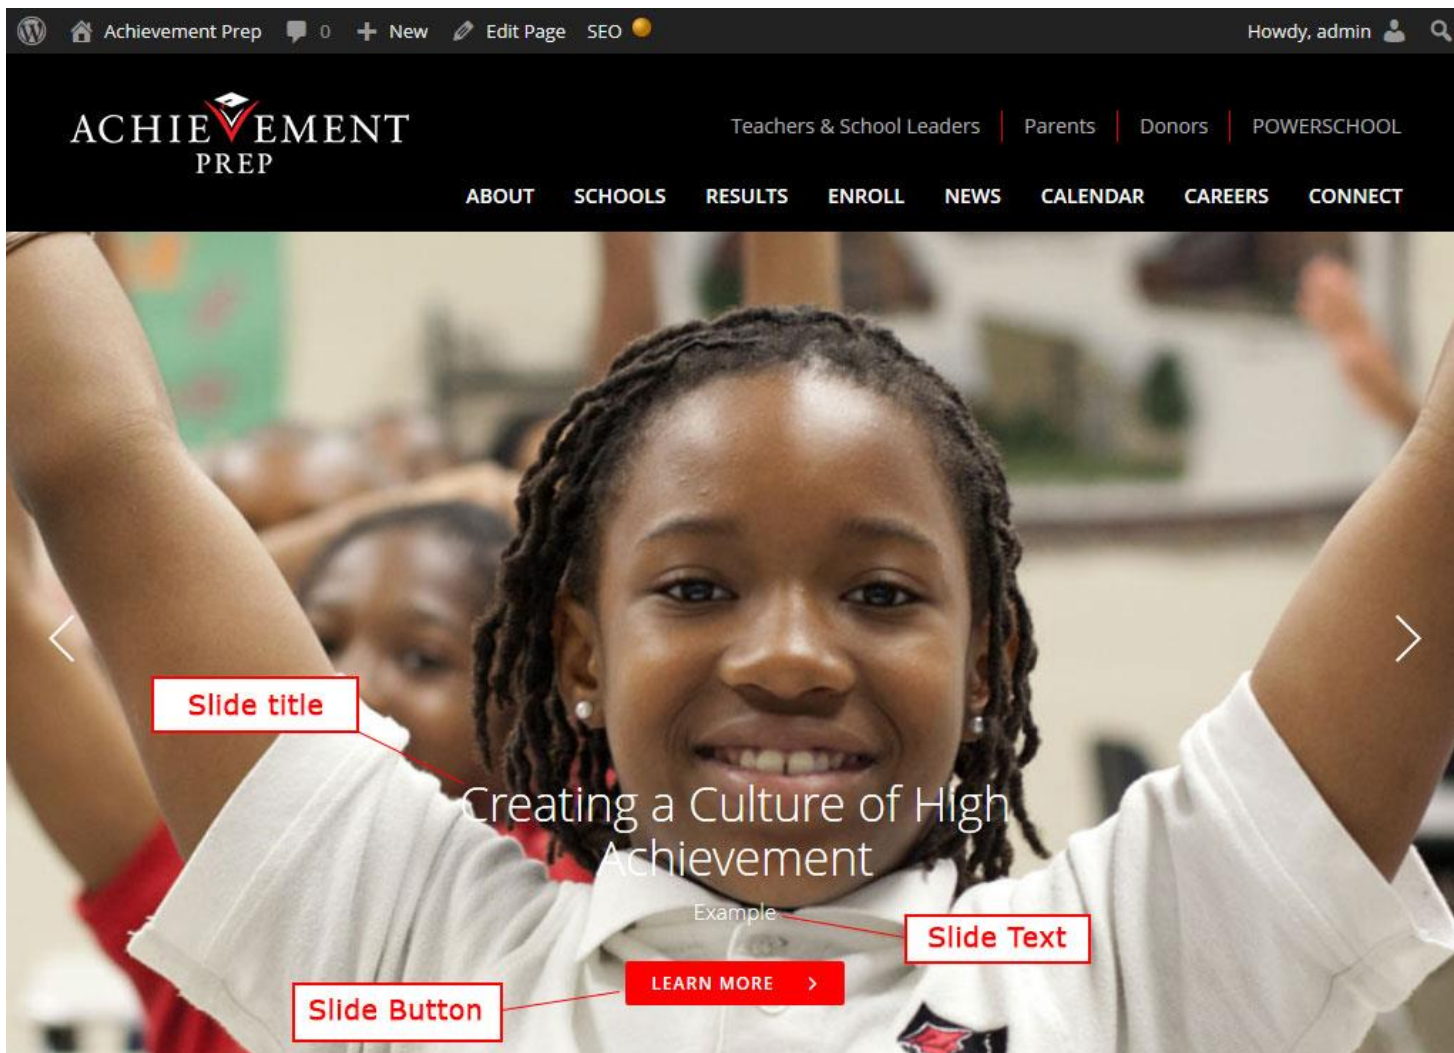 Achievement Prep 0 New Edit Page SEO Howdy, admin
ACHIEVEMENT
PREP
Teachers & School Leaders Parents Donors POWERSCHOOL
ABOUT SCHOOLS RESULTS ENROLL NEWS CALENDAR CAREERS CONNECT
Slide title
Creating a Culture of High
Achievement
Example
Slide Text
LEARN MORE
Slide Button